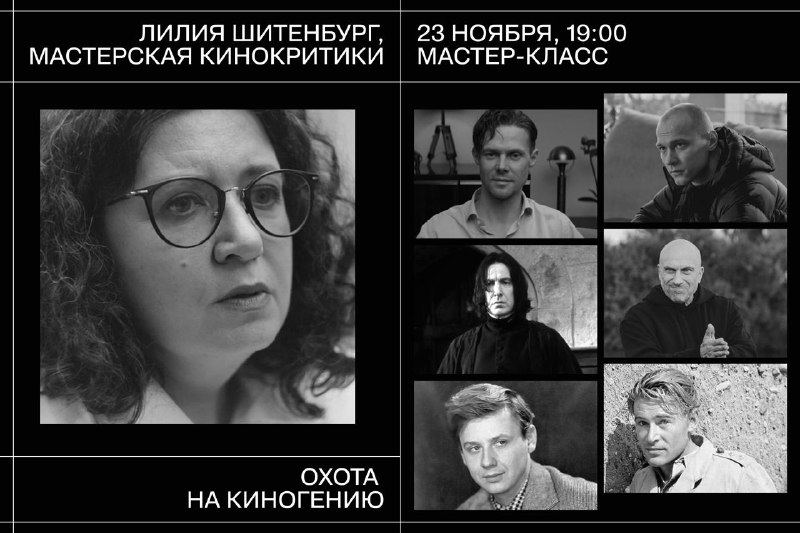 ЛИЛИЯ ШИТЕНБУРГ,
МАСТЕРСКАЯ КИНОКРИТИКИ
23 НОЯБРЯ, 19:00
МАСТЕР-КЛАСС
ОХОТА
НА КИНОГЕНИЮ